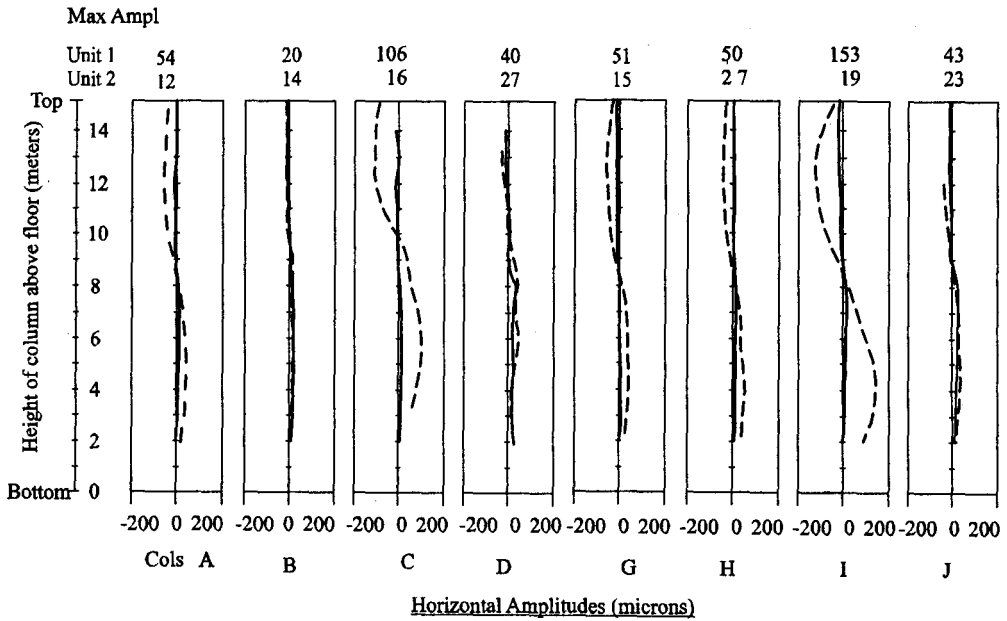 Max Ampl
Unit 1 54 20 106 40 51 50 153 43
Unit 2 12 14 16 27 15 2 7 19 23
Top
14
12
10
8
6
4
2
Bottom 0
Height of column above floor (meters)
-200 0 200 -200 0 200 -200 0 200 -200 0 200 -200 0 200 -200 0 200 -200 0 200 -200 0 200
Cols A B C D G H I J
Horizontal Amplitudes (microns)